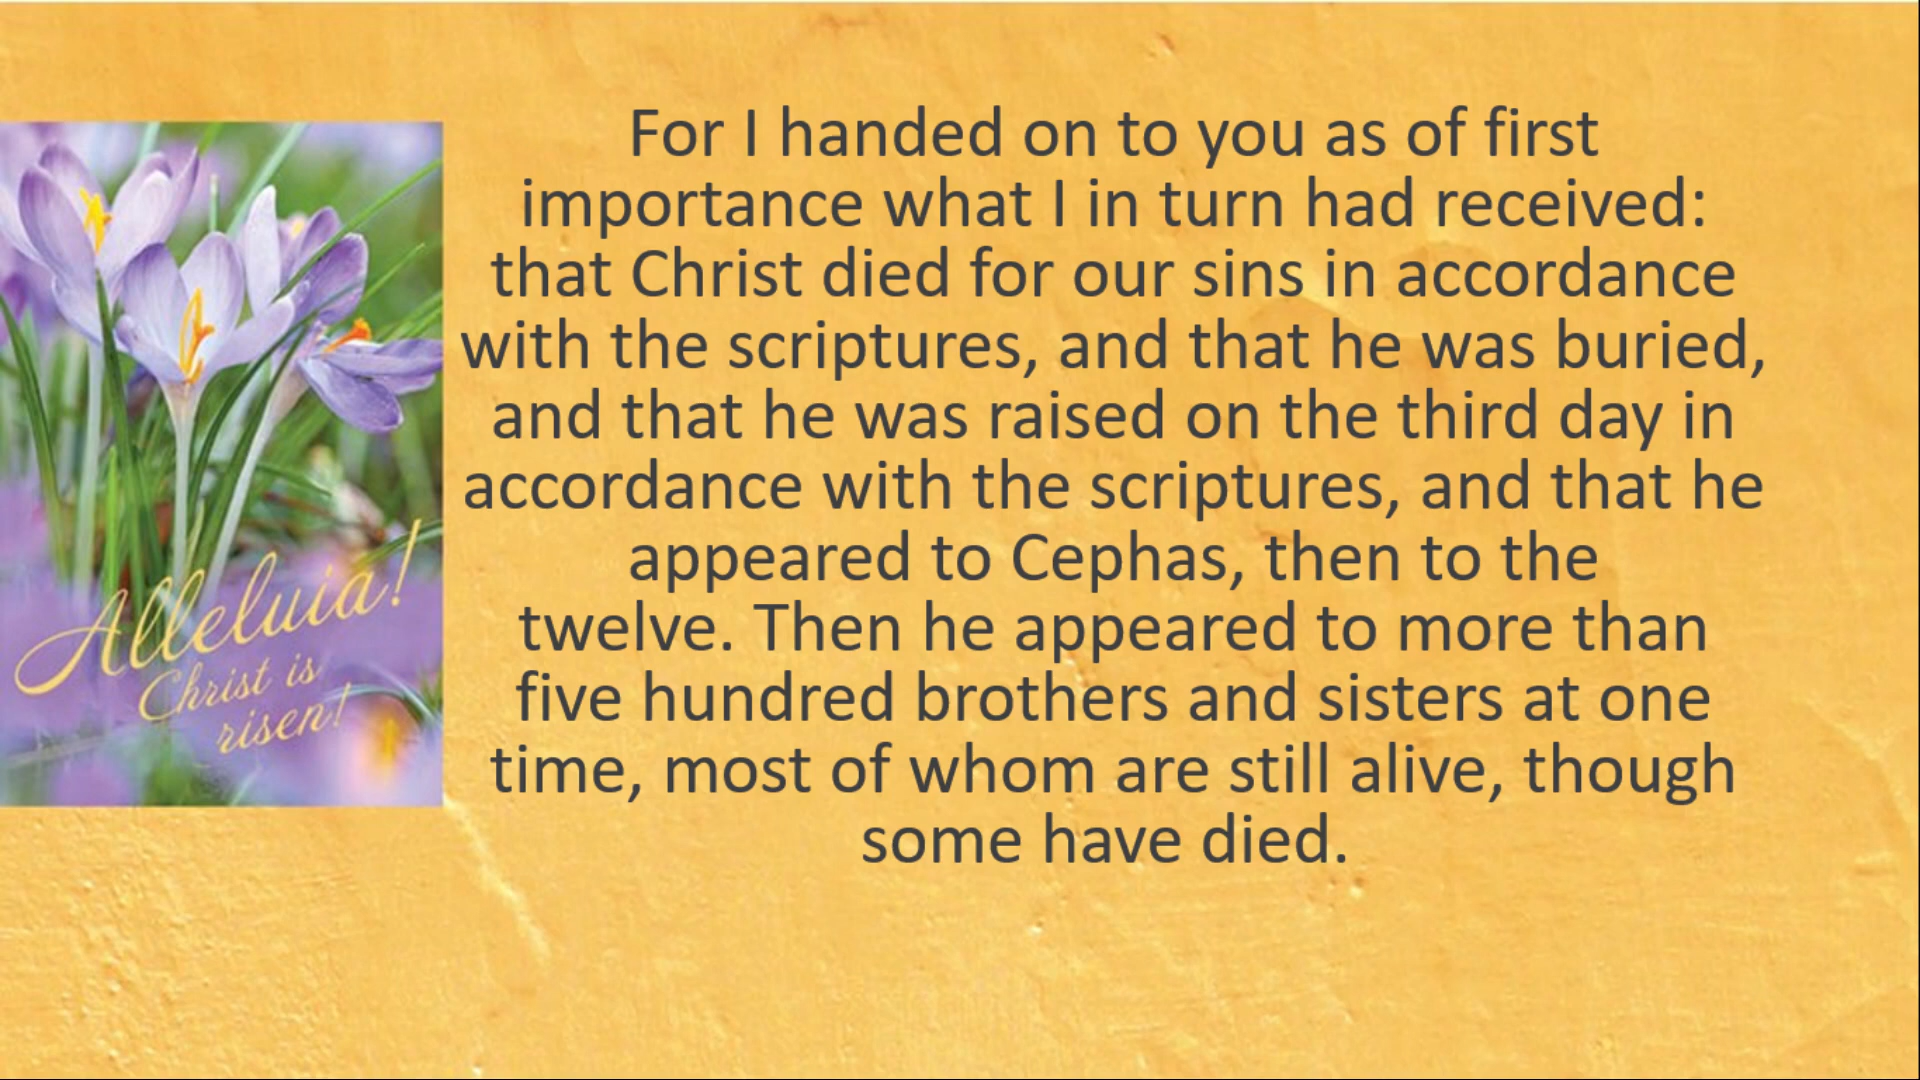 For I handed on to you as of first
importance what I in turn had received:
that Christ died for our sins in accordance
with the scriptures, and that he was buried,
and that he was raised on the third day in
accordance with the scriptures, and that he
appeared to Cephas, then to the
twelve. Then he appeared to more than
five hundred brothers and sisters at one
time, most of whom are still alive, though
some have died.
Alleluia!
Christ is
risen!